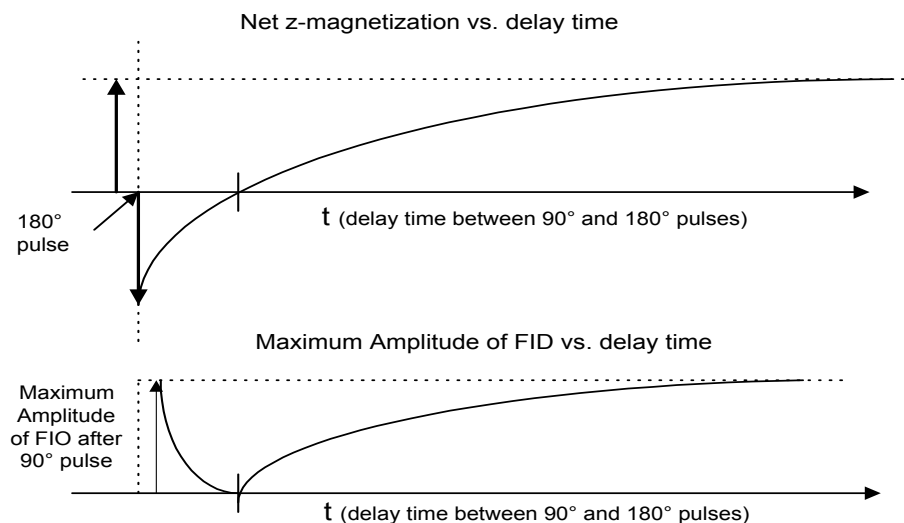 Net z-magnetization vs. delay time
180°
pulse
t (delay time between 90° and 180° pulses)
Maximum Amplitude of FID vs. delay time
Maximum
Amplitude
of FIO after
90° pulse
t (delay time between 90° and 180° pulses)